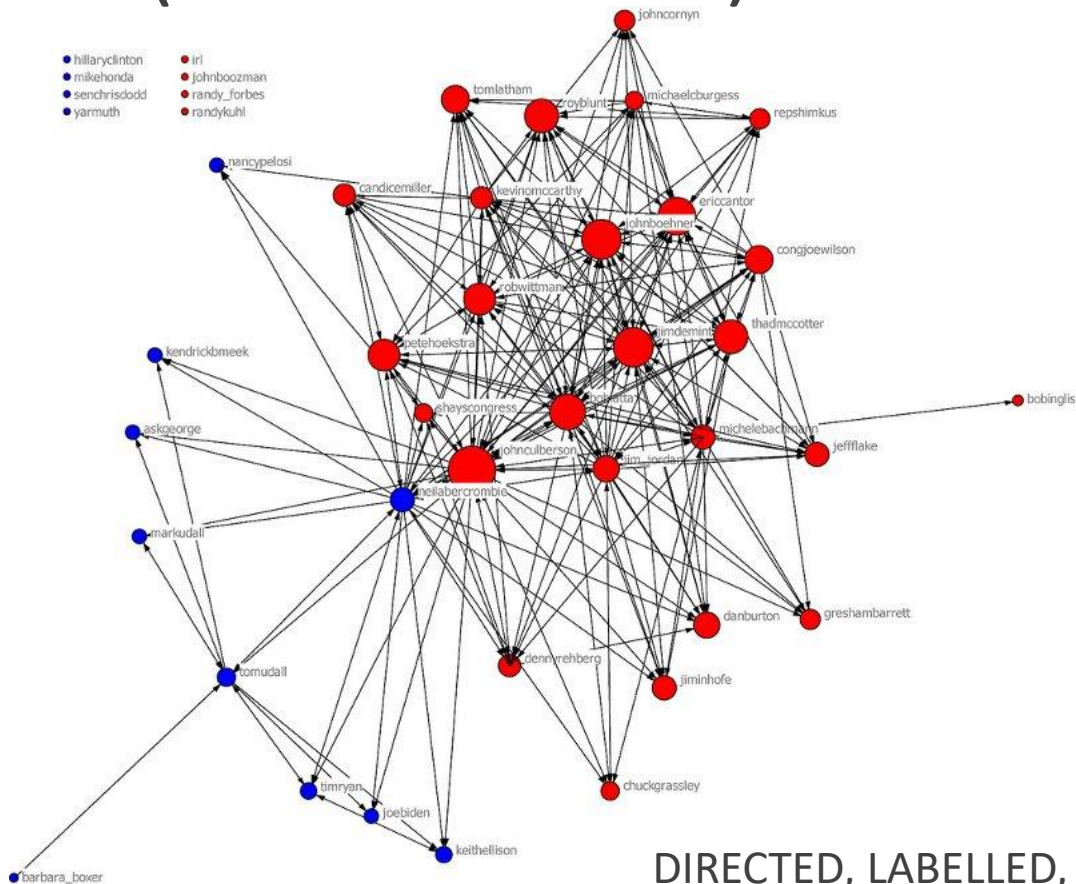 johncornyn
hillaryclinton irl
mikehonda johnboozman
senchrisdodd randy_forbes
yarmuth randykuhl
tomlatham
royblunt
michaelcburgess
repshimkus
nancypelosi
candicemiller
kevinomccarthy
ericcantor
johnboehner
congjoewilson
robwittman
thadmccotter
jimdemint
petehoekstra
kendrickbmeek
bobinglis
shayscongress
michelebachmann
askgeorge
jeffflake
johnculberson
jim_jordan
neilabercrombie
markudall
danburton
greshambarrett
dennyrehberg
tomudall
jiminhofe
timryan
chuckgrassley
joebiden
keithellison
barbara_boxer
DIRECTED, LABELLED,